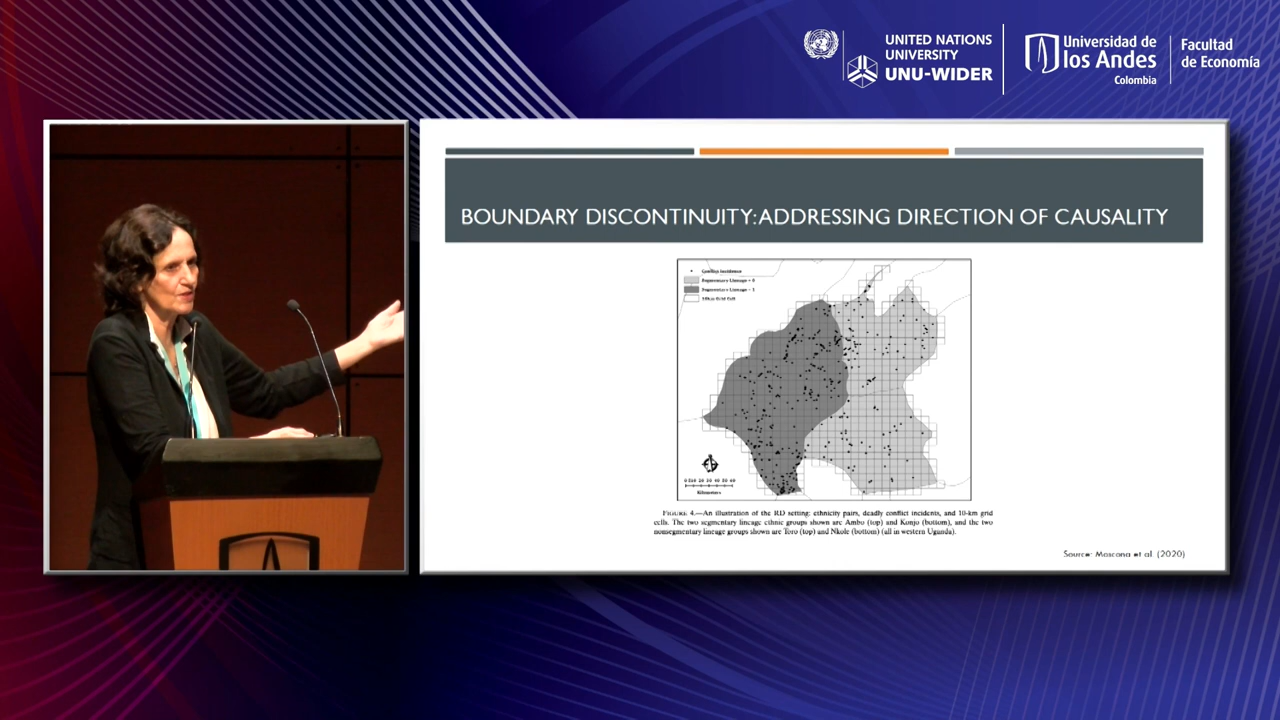 UNITED NATIONS
UNIVERSITY
UNU-WIDER
Universidad de
los Andes
Colombia
Facultad
de Economía
BOUNDARY DISCONTINUITY:ADDRESSING DIRECTION OF CAUSALITY
Conflict Incidence
Segmentary Lineage = 0
Segmentary Lineage = 1
10km Grid Cell
Kilometers
FIGURE 4.—An illustration of the RD setting: ethnicity pairs, deadly conflict incidents, and 10-km grid
cells. The two segmentary lineage ethnic groups shown are Ambo (top) and Konjo (bottom), and the two
nonsegmentary lineage groups shown are Toro (top) and Nkole (bottom) (all in western Uganda).
Source: Moscona et al. (2020)